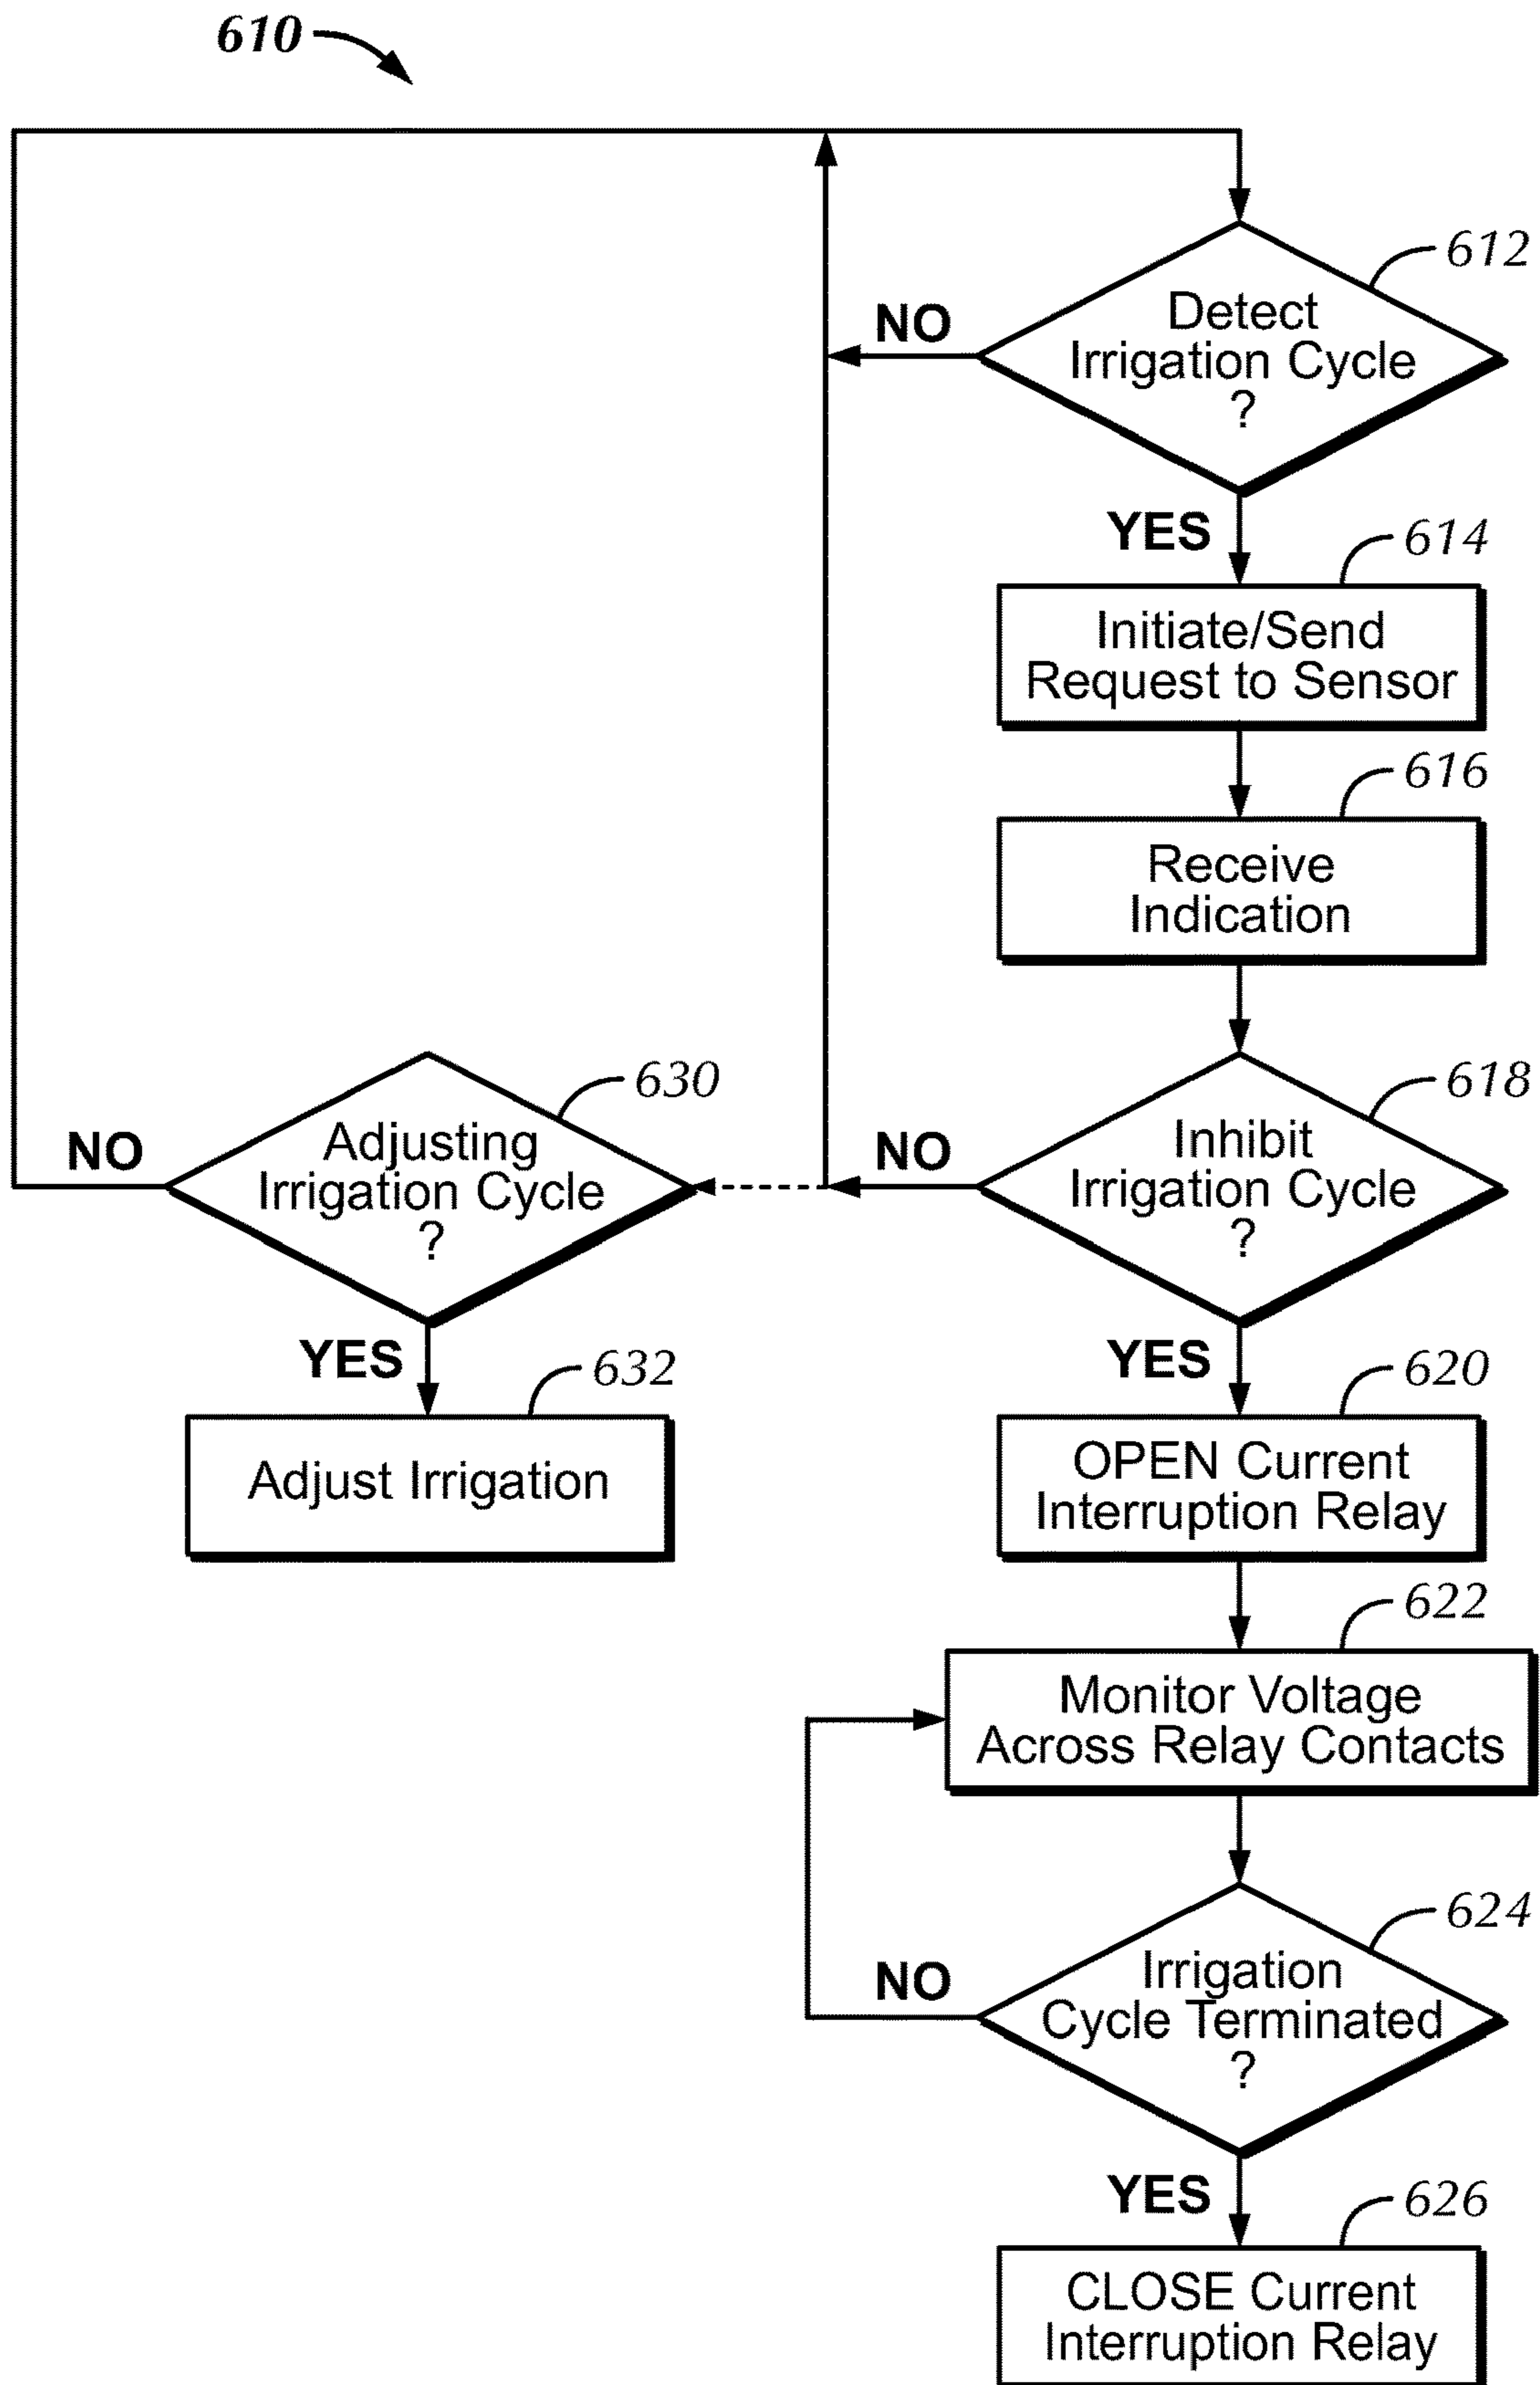 610
612
Detect
Irrigation Cycle
?
NO
YES
614
Initiate/Send
Request to Sensor
616
Receive
Indication
618
Inhibit
Irrigation Cycle
?
NO
630
Adjusting
Irrigation Cycle
?
NO
YES
632
Adjust Irrigation
YES
620
OPEN Current
Interruption Relay
622
Monitor Voltage
Across Relay Contacts
624
Irrigation
Cycle Terminated
?
NO
YES
626
CLOSE Current
Interruption Relay